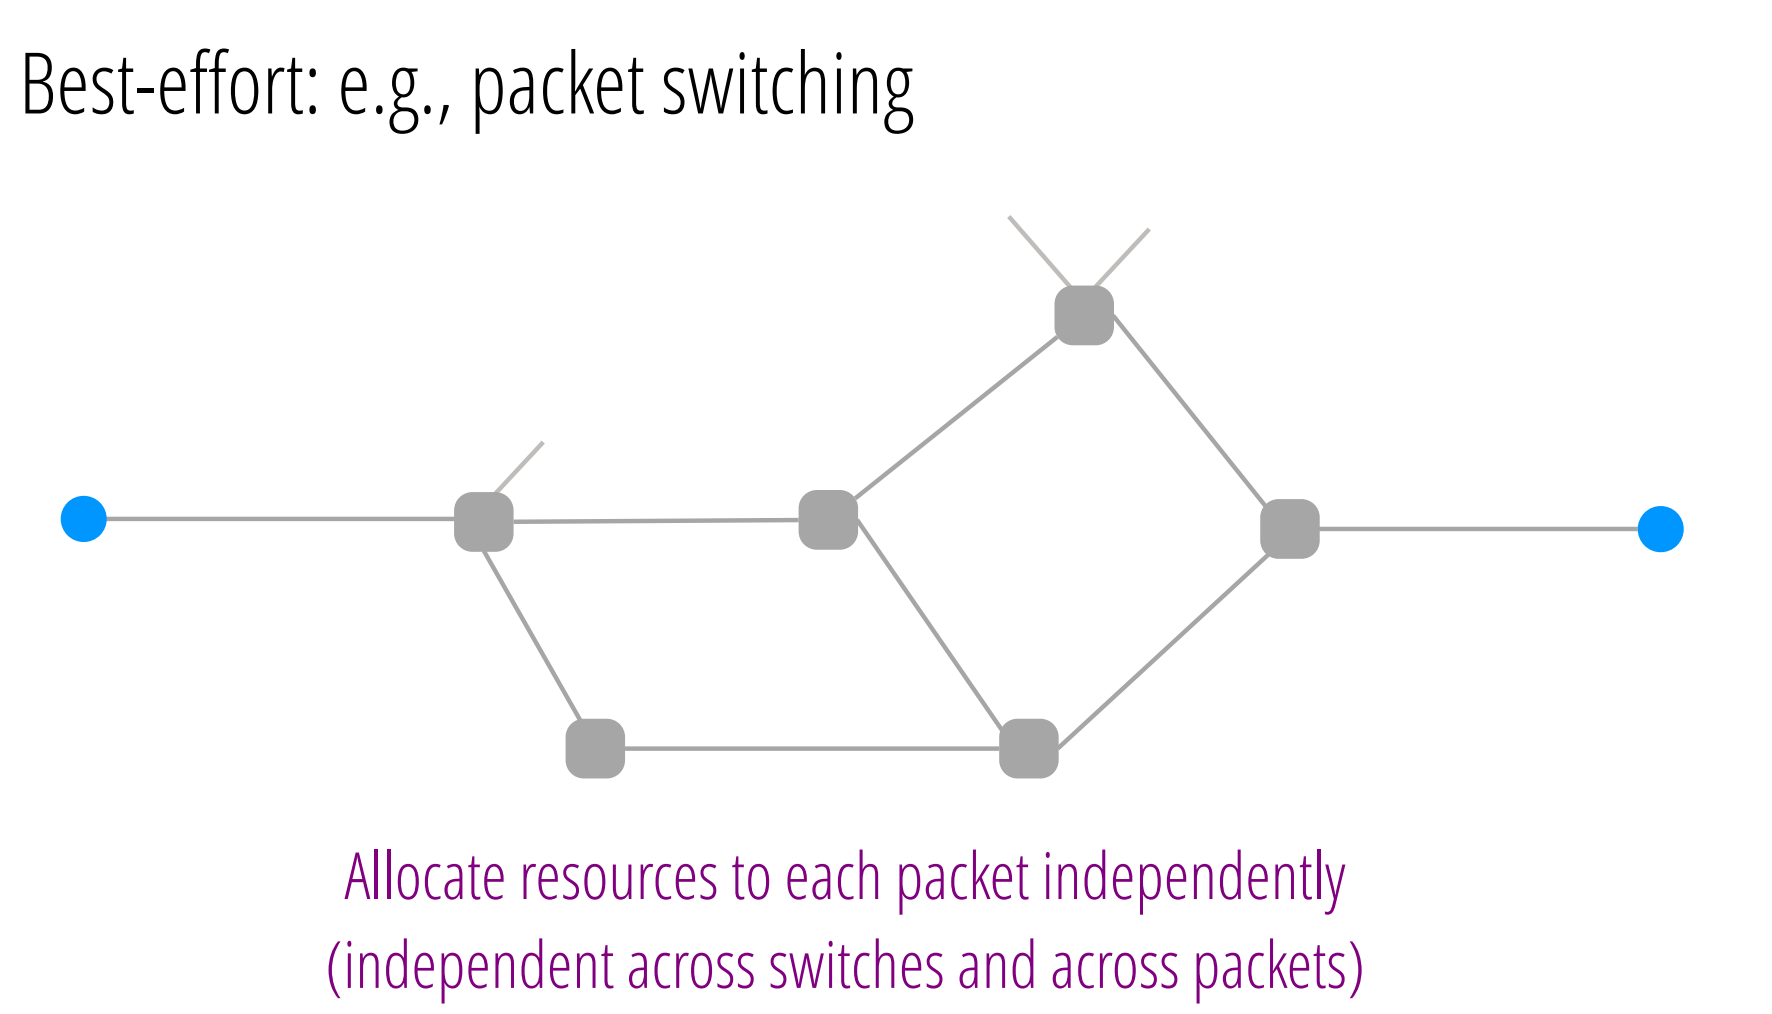 Best-effort: e.g., packet switching
Allocate resources to each packet independently
(independent across switches and across packets)